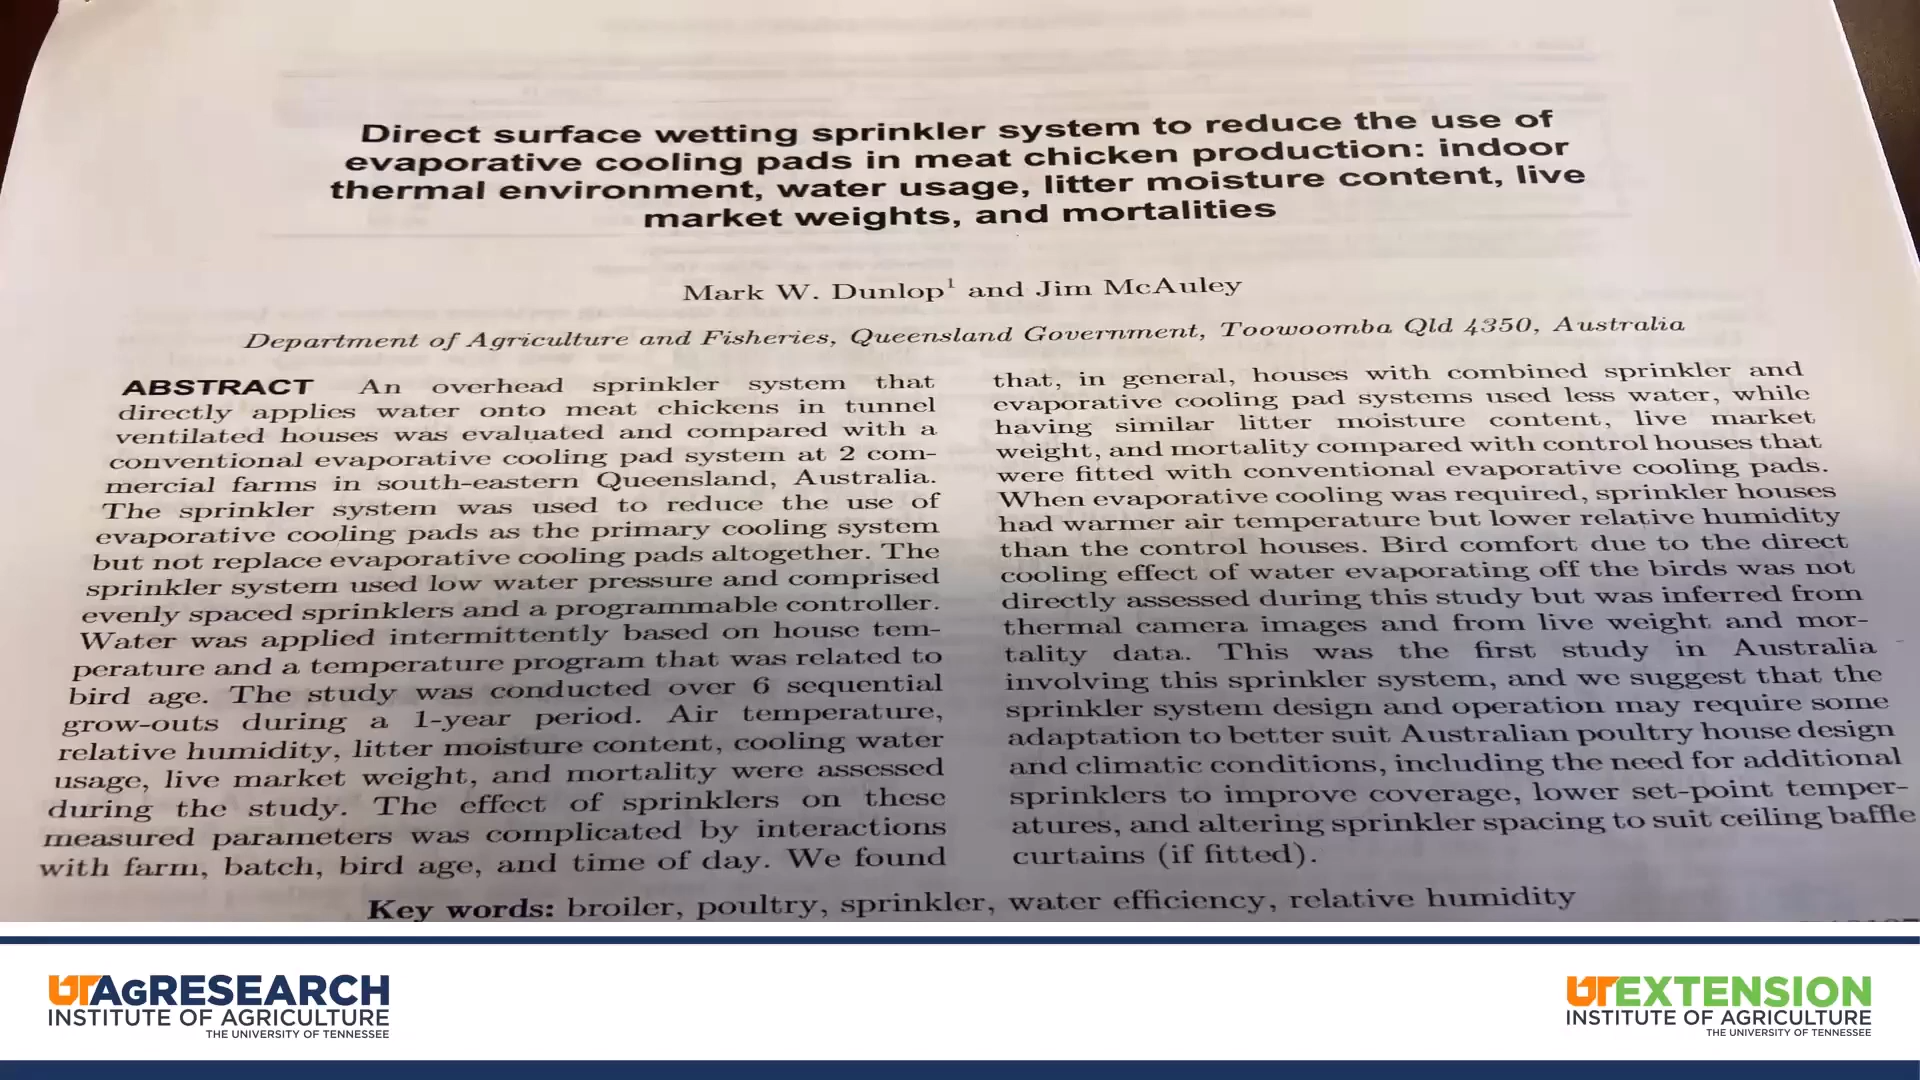 Direct surface wetting sprinkler system to reduce the use of
evaporative cooling pads in meat chicken production: indoor
thermal environment, water usage, litter moisture content, live
market weights, and mortalities
Mark W. Dunlop1 and Jim McAuley
Department of Agriculture and Fisheries, Queensland Government, Toowoomba Qld 4350, Australia
ABSTRACT An overhead sprinkler system that
directly applies water onto meat chickens in tunnel
ventilated houses was evaluated and compared with a
conventional evaporative cooling pad system at 2 com-
mercial farms in south-eastern Queensland, Australia.
The sprinkler system was used to reduce the use of
evaporative cooling pads as the primary cooling system
but not replace evaporative cooling pads altogether. The
sprinkler system used low water pressure and comprised
evenly spaced sprinklers and a programmable controller.
Water was applied intermittently based on house tem-
perature and a temperature program that was related to
bird age. The study was conducted over 6 sequential
grow-outs during a 1-year period. Air temperature,
relative humidity, litter moisture content, cooling water
usage, live market weight, and mortality were assessed
during the study. The effect of sprinklers on these
measured parameters was complicated by interactions
with farm, batch, bird age, and time of day. We found
that, in general, houses with combined sprinkler and
evaporative cooling pad systems used less water, while
having similar litter moisture content, live market
weight, and mortality compared with control houses that
were fitted with conventional evaporative cooling pads.
When evaporative cooling was required, sprinkler houses
had warmer air temperature but lower relative humidity
than the control houses. Bird comfort due to the direct
cooling effect of water evaporating off the birds was not
directly assessed during this study but was inferred from
thermal camera images and from live weight and mor-
tality data. This was the first study in Australia
involving this sprinkler system, and we suggest that the
sprinkler system design and operation may require some
adaptation to better suit Australian poultry house design
and climatic conditions, including the need for additional
sprinklers to improve coverage, lower set-point temper-
atures, and altering sprinkler spacing to suit ceiling baffle
curtains (if fitted).
Key words: broiler, poultry, sprinkler, water efficiency, relative humidity
UTAGRESEARCH
INSTITUTE OF AGRICULTURE
THE UNIVERSITY OF TENNESSEE
UTEXTENSION
INSTITUTE OF AGRICULTURE
THE UNIVERSITY OF TENNESSEE